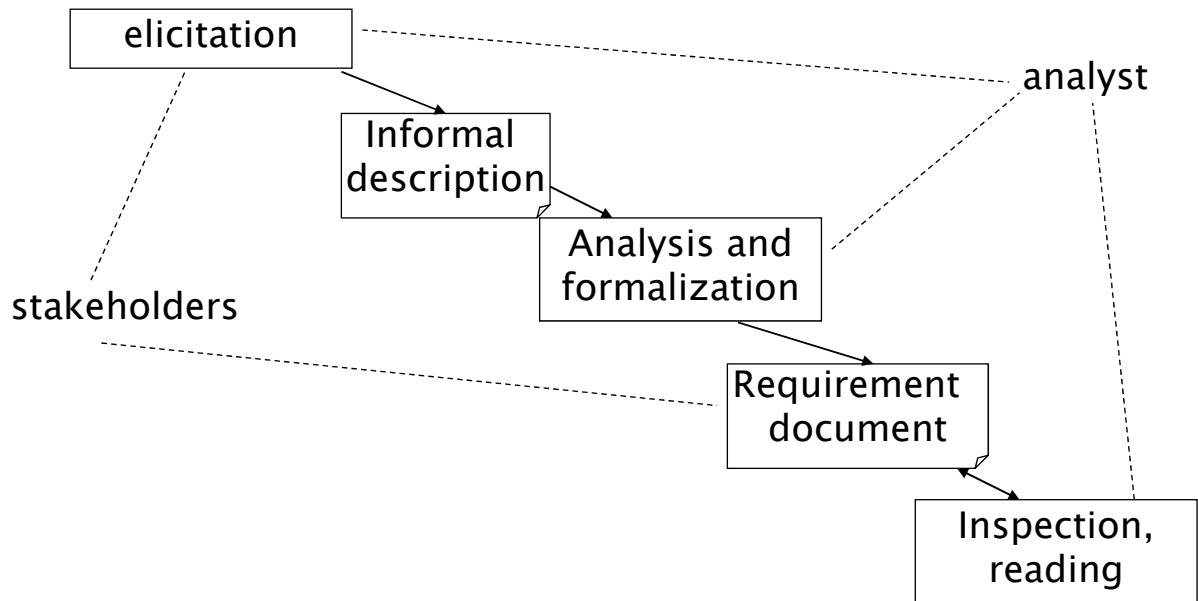 elicitation
analyst
Informal
description
Analysis and
formalization
stakeholders
Requirement
document
Inspection,
reading